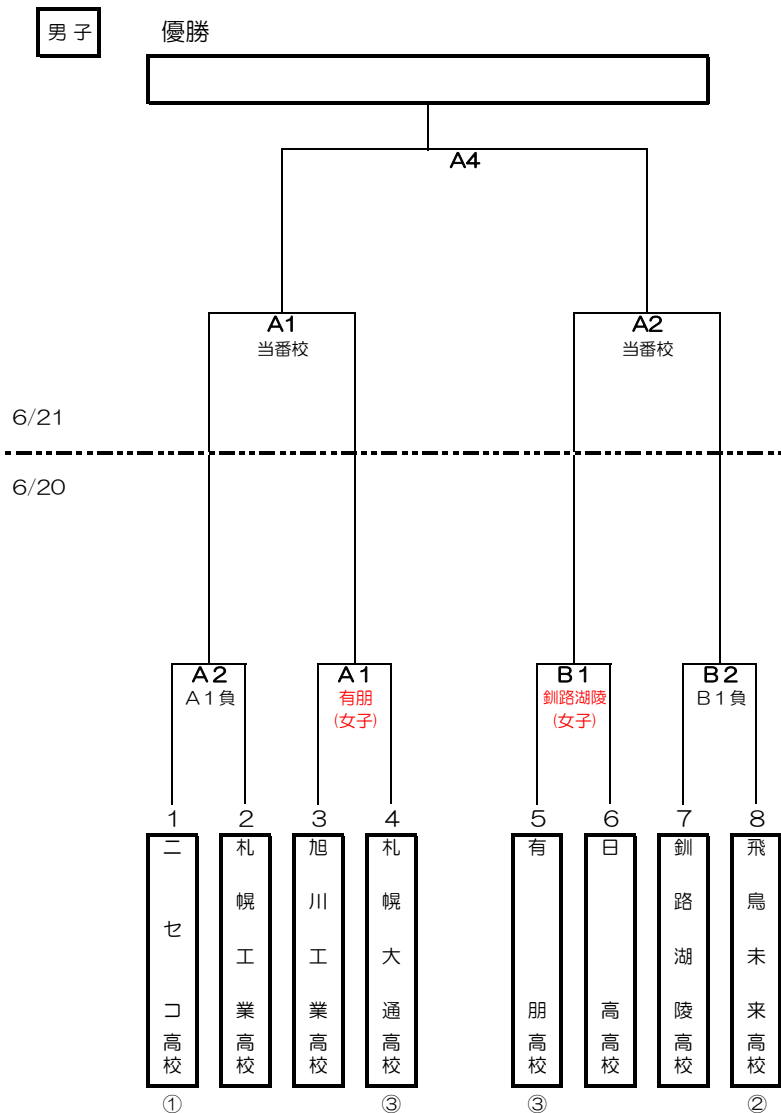 男子
優勝
A4
A1
当番校
A2
当番校
6/21
6/20
A2
A1負
A1
有朋
(女子)
B1
釧路湖陵
(女子)
B2
B1負
1
2
3
4
5
6
7
8
ニセコ高校
札幌工業高校
旭川工業高校
札幌大通高校
有朋高校
日高高校
釧路湖陵高校
飛鳥未来高校
①
③
③
②